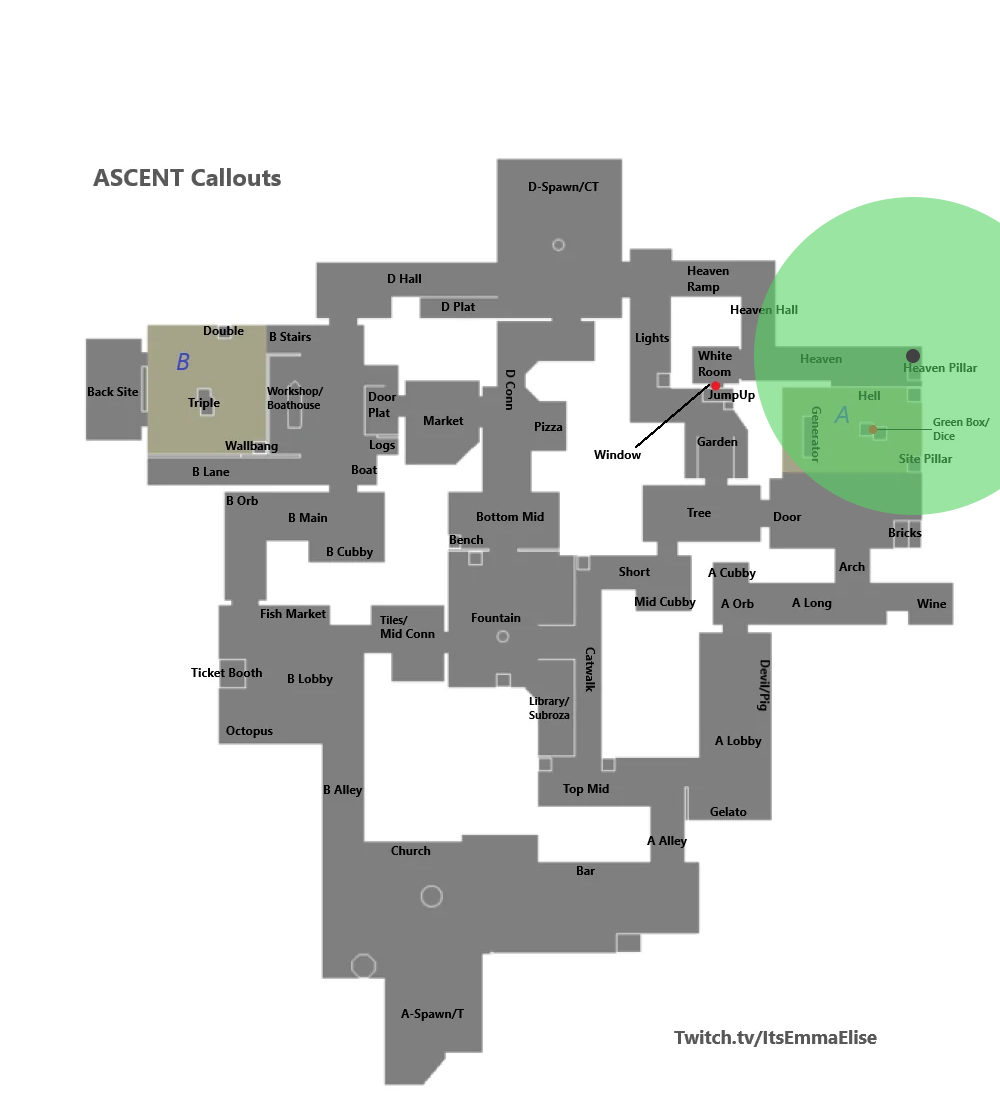 ASCENT Callouts
D-Spawn/CT
D Hall
D Plat
Heaven
Ramp
Heaven Hall
Double
B Stairs
B
Lights
White
Room
Heaven
Heaven Pillar
Back Site
Triple
Workshop/
Boathouse
Door
Plat
Market
D Conn
JumpUp
Hell
Generator
A
Green Box/
Dice
Pizza
Garden
Window
Wallbang
Logs
Site Pillar
B Lane
Boat
B Orb
B Main
Bottom Mid
Tree
Door
Bricks
Bench
B Cubby
Short
A Cubby
Arch
Mid Cubby
A Orb
A Long
Wine
Fish Market
Tiles/
Mid Conn
Fountain
Catwalk
Ticket Booth
B Lobby
Devil/Pig
Library/
Subroza
Octopus
A Lobby
B Alley
Top Mid
Gelato
A Alley
Church
Bar
A-Spawn/T
Twitch.tv/ItsEmmaElise